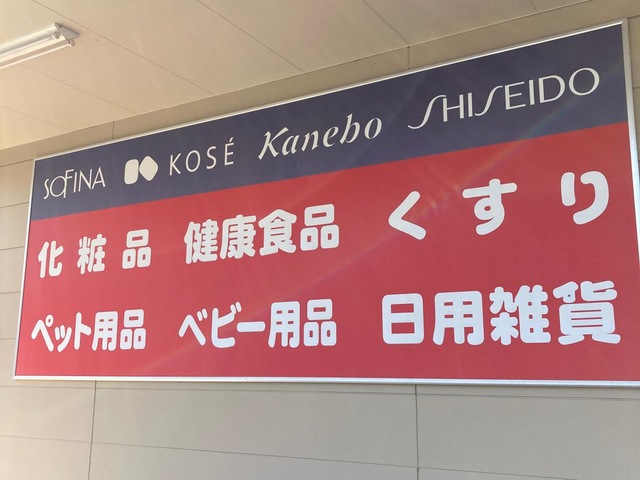 SOFINA KOSÉ Kanebo SHISEIDO
化粧品 健康食品 くすり
ペット用品 ベビー用品 日用雑貨